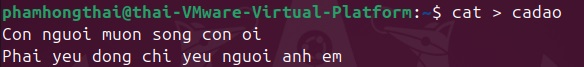 phamhongthai@thai-VMware-Virtual-Platform:~$ cat > cadao
Con nguoi muon song con oi
Phai yeu dong chi yeu nguoi anh em